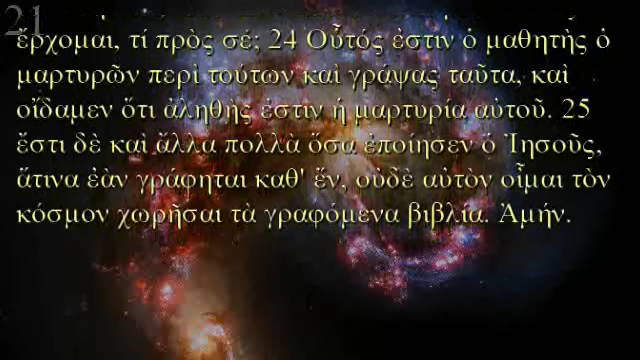 21
ἔρχομαι, τί πρὸς σέ; 24 Οὗτός ἐστιν ὁ μαθητὴς ὁ
μαρτυρῶν περὶ τούτων καὶ γράψας ταῦτα, καὶ
οἴδαμεν ὅτι ἀληθὴς ἐστιν ἡ μαρτυρία αὐτοῦ. 25
ἔστι δὲ καὶ ἄλλα πολλὰ ὅσα ἐποίησεν ὁ Ἰησοῦς,
ἅτινα ἐὰν γράφηται καθ' ἕν, οὐδὲ αὐτὸν οἶμαι τὸν
κόσμον χωρῆσαι τὰ γραφόμενα βιβλία. Ἀμήν.